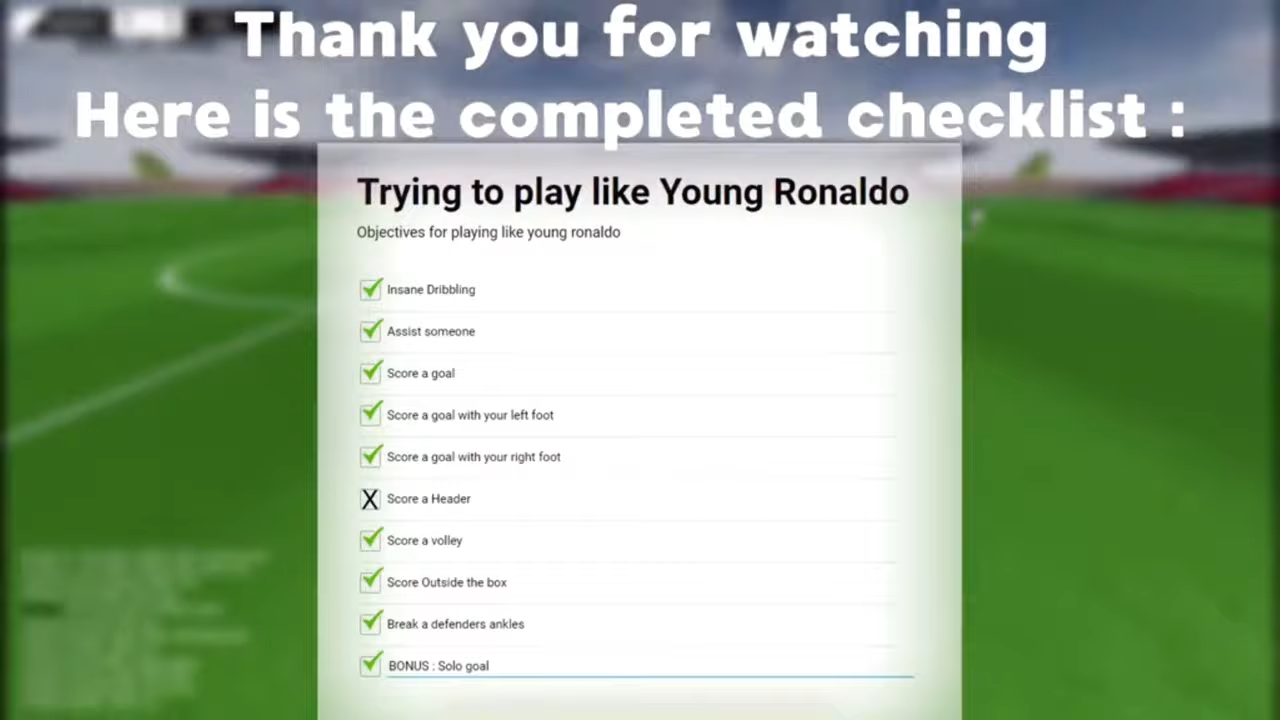 Thank you for watching
Here is the completed checklist :
Trying to play like Young Ronaldo
Objectives for playing like young ronaldo
Insane Dribbling
Assist someone
Score a goal
Score a goal with your left foot
Score a goal with your right foot
X Score a Header
Score a volley
Score Outside the box
Break a defenders ankles
BONUS : Solo goal